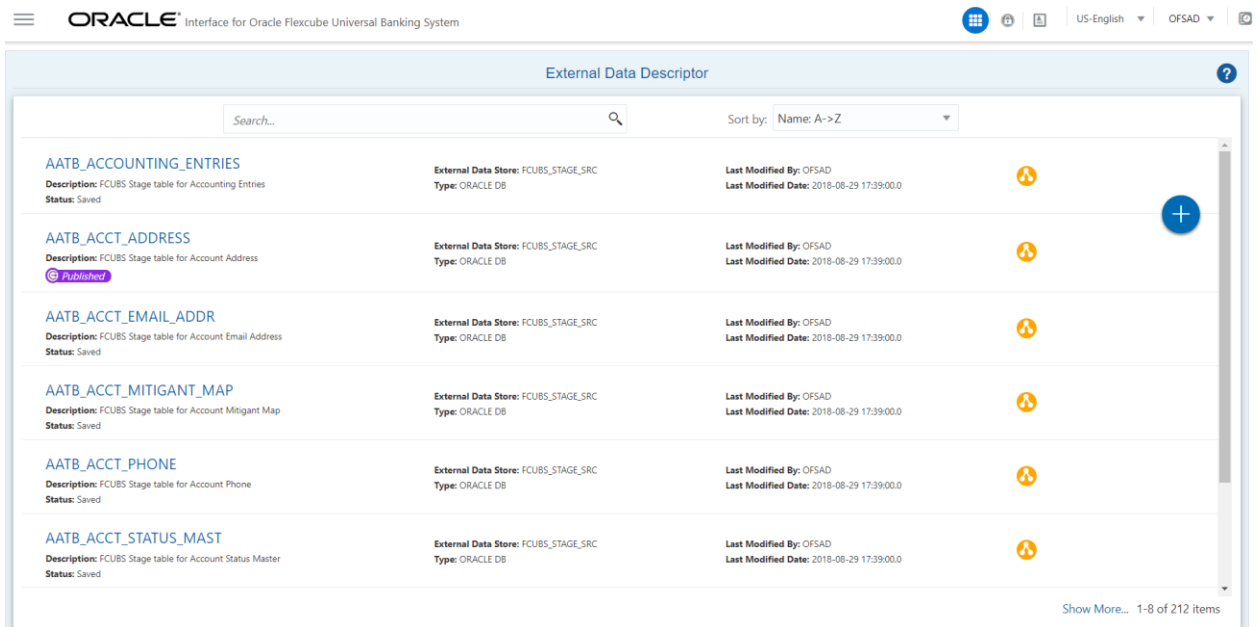 ORACLE® Interface for Oracle Flexcube Universal Banking System
US-English
OFSAD
External Data Descriptor
?
Search...
Sort by: Name: A->Z
AATB_ACCOUNTING_ENTRIES
Description: FCUBS Stage table for Accounting Entries
Status: Saved
External Data Store: FCUBS_STAGE_SRC
Type: ORACLE DB
Last Modified By: OFSAD
Last Modified Date: 2018-08-29 17:39:00.0
AATB_ACCT_ADDRESS
Description: FCUBS Stage table for Account Address
Published
External Data Store: FCUBS_STAGE_SRC
Type: ORACLE DB
Last Modified By: OFSAD
Last Modified Date: 2018-08-29 17:39:00.0
AATB_ACCT_EMAIL_ADDR
Description: FCUBS Stage table for Account Email Address
Status: Saved
External Data Store: FCUBS_STAGE_SRC
Type: ORACLE DB
Last Modified By: OFSAD
Last Modified Date: 2018-08-29 17:39:00.0
AATB_ACCT_MITIGANT_MAP
Description: FCUBS Stage table for Account Mitigant Map
Status: Saved
External Data Store: FCUBS_STAGE_SRC
Type: ORACLE DB
Last Modified By: OFSAD
Last Modified Date: 2018-08-29 17:39:00.0
AATB_ACCT_PHONE
Description: FCUBS Stage table for Account Phone
Status: Saved
External Data Store: FCUBS_STAGE_SRC
Type: ORACLE DB
Last Modified By: OFSAD
Last Modified Date: 2018-08-29 17:39:00.0
AATB_ACCT_STATUS_MAST
Description: FCUBS Stage table for Account Status Master
Status: Saved
External Data Store: FCUBS_STAGE_SRC
Type: ORACLE DB
Last Modified By: OFSAD
Last Modified Date: 2018-08-29 17:39:00.0
Show More... 1-8 of 212 items